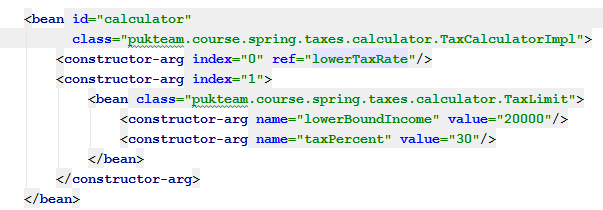 <bean id="calculator"
class="pukteam.course.spring.taxes.calculator.TaxCalculatorImpl">
<constructor-arg index="0" ref="lowerTaxRate"/>
<constructor-arg index="1">
<bean class="pukteam.course.spring.taxes.calculator.TaxLimit">
<constructor-arg name="lowerBoundIncome" value="20000"/>
<constructor-arg name="taxPercent" value="30"/>
</bean>
</constructor-arg>
</bean>